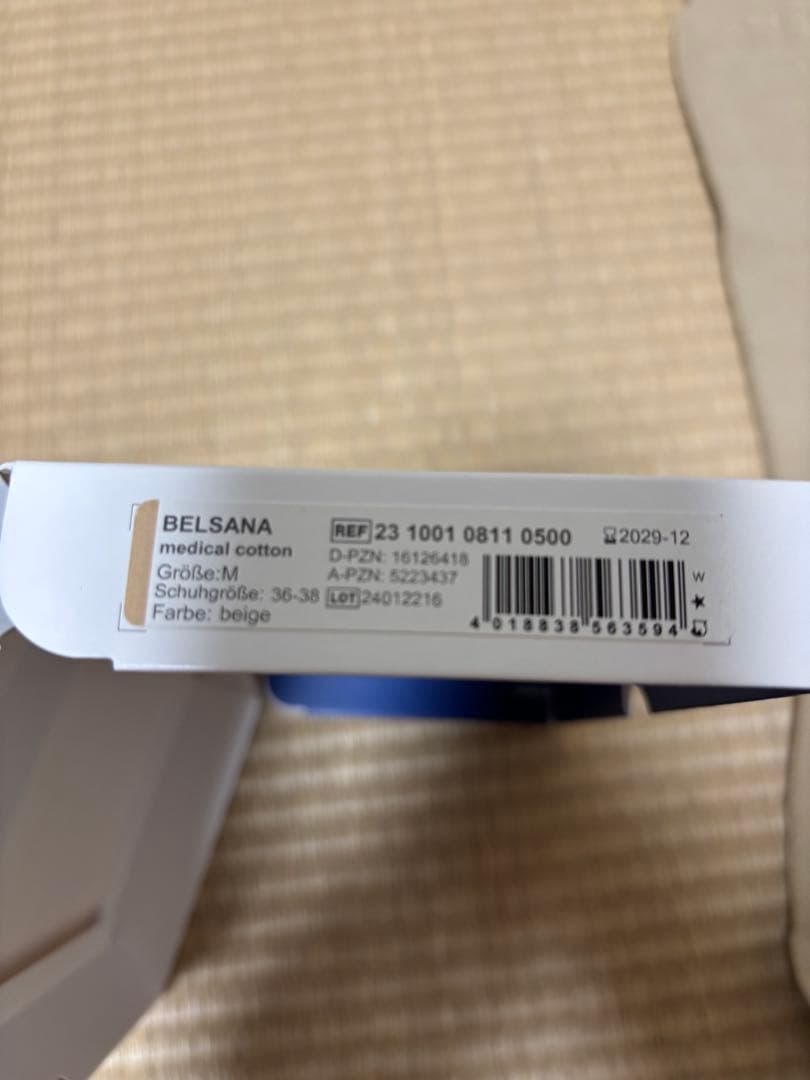 BELSANA
medical cotton
Größe:M
Schuhgröße: 36-38
Farbe: beige
REF 23 1001 0811 0500
2029-12
D-PZN: 16126418
A-PZN: 5223437
LOT 24012216
4 018838 563594
W